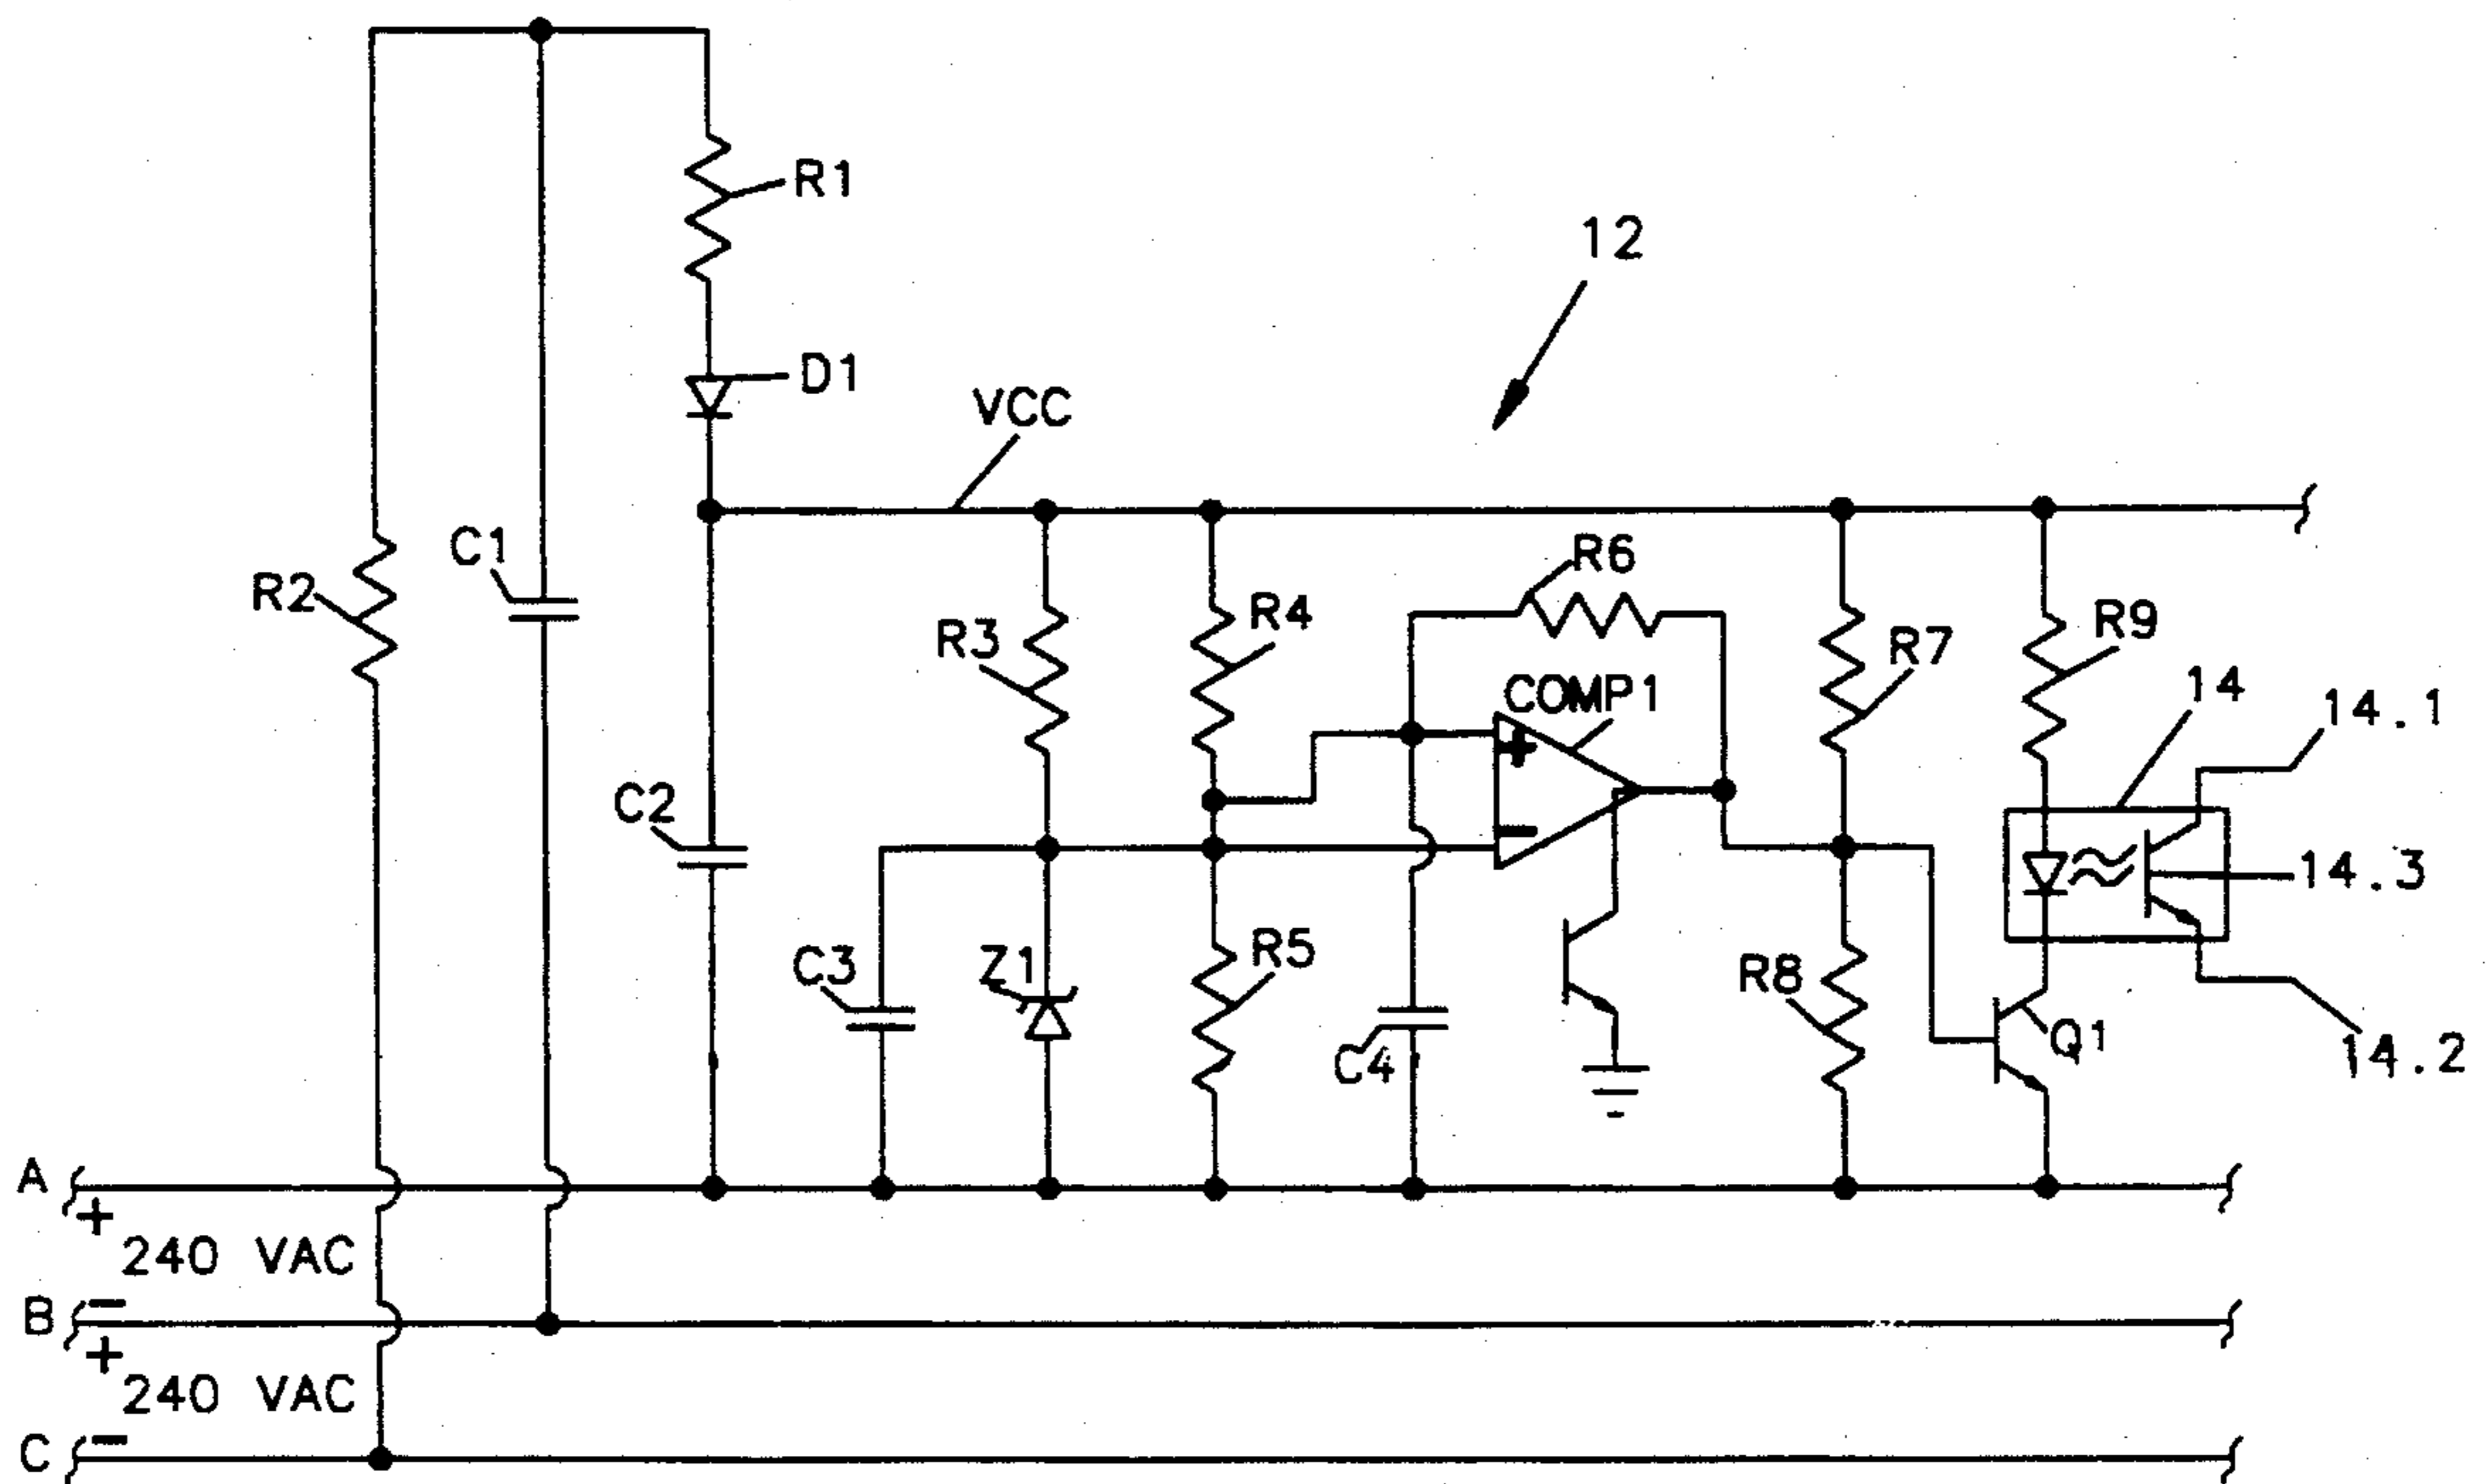 R1
12
D1
VCC
C1
R6
R2
R4
R9
R3
R7
14
COMP1
14.1
+
C2
−
14.3
R5
C3
Z1
R8
Q1
C4
14.2
A
+
240 VAC
B −
+
240 VAC
C −